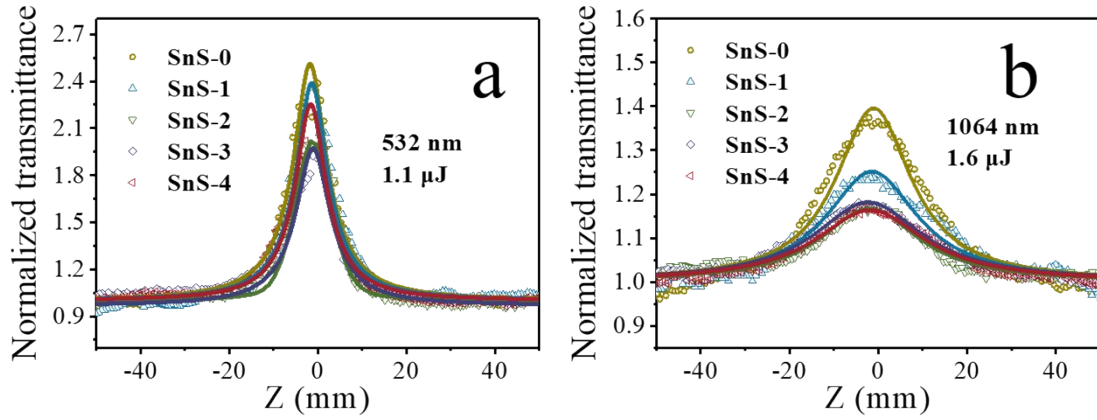 2.7
2.4
2.1
1.8
1.5
1.2
0.9
Normalized transmittance
SnS-0
SnS-1
SnS-2
SnS-3
SnS-4
a
532 nm
1.1 μJ
-40
-20
0
20
40
Z (mm)
1.6
1.5
1.4
1.3
1.2
1.1
1.0
0.9
Normalized transmittance
SnS-0
SnS-1
SnS-2
SnS-3
SnS-4
b
1064 nm
1.6 μJ
-40
-20
0
20
40
Z (mm)